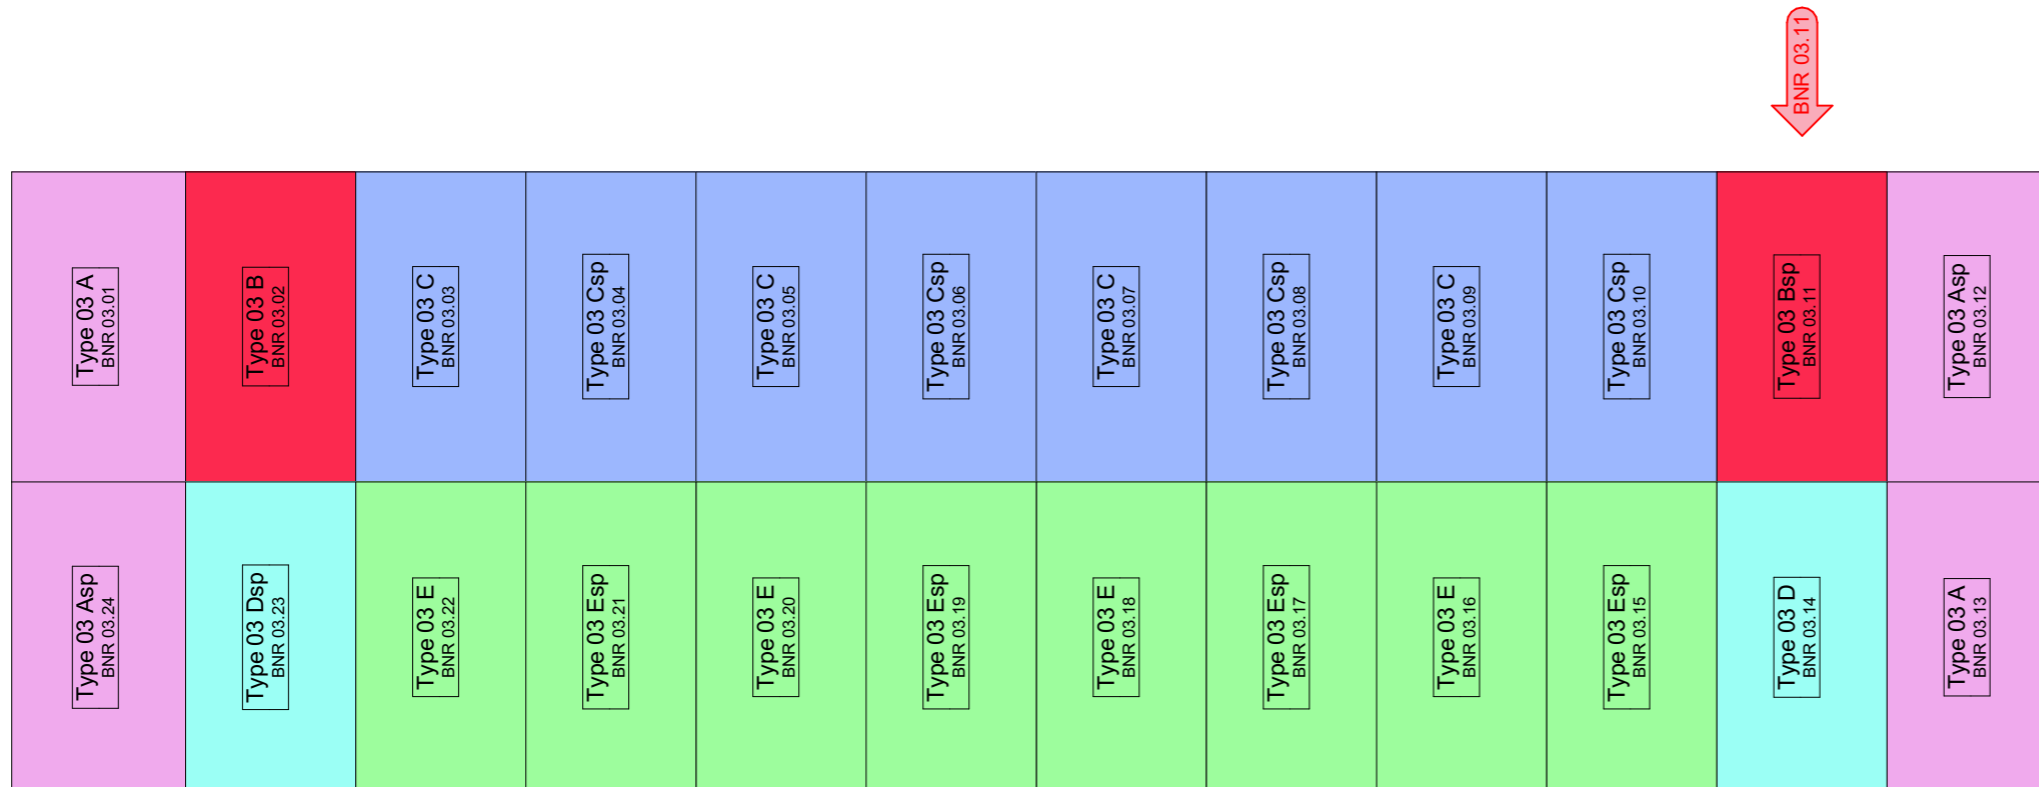 BNR 03.11
Type 03 A
BNR 03.01
Type 03 B
BNR 03.02
Type 03 C
BNR 03.03
Type 03 Csp
BNR 03.04
Type 03 C
BNR 03.05
Type 03 Csp
BNR 03.06
Type 03 C
BNR 03.07
Type 03 Csp
BNR 03.08
Type 03 C
BNR 03.09
Type 03 Csp
BNR 03.10
Type 03 Bsp
BNR 03.11
Type 03 Asp
BNR 03.12
Type 03 Asp
BNR 03.24
Type 03 Dsp
BNR 03.23
Type 03 E
BNR 03.22
Type 03 Esp
BNR 03.21
Type 03 E
BNR 03.20
Type 03 Esp
BNR 03.19
Type 03 E
BNR 03.18
Type 03 Esp
BNR 03.17
Type 03 E
BNR 03.16
Type 03 Esp
BNR 03.15
Type 03 D
BNR 03.14
Type 03 A
BNR 03.13